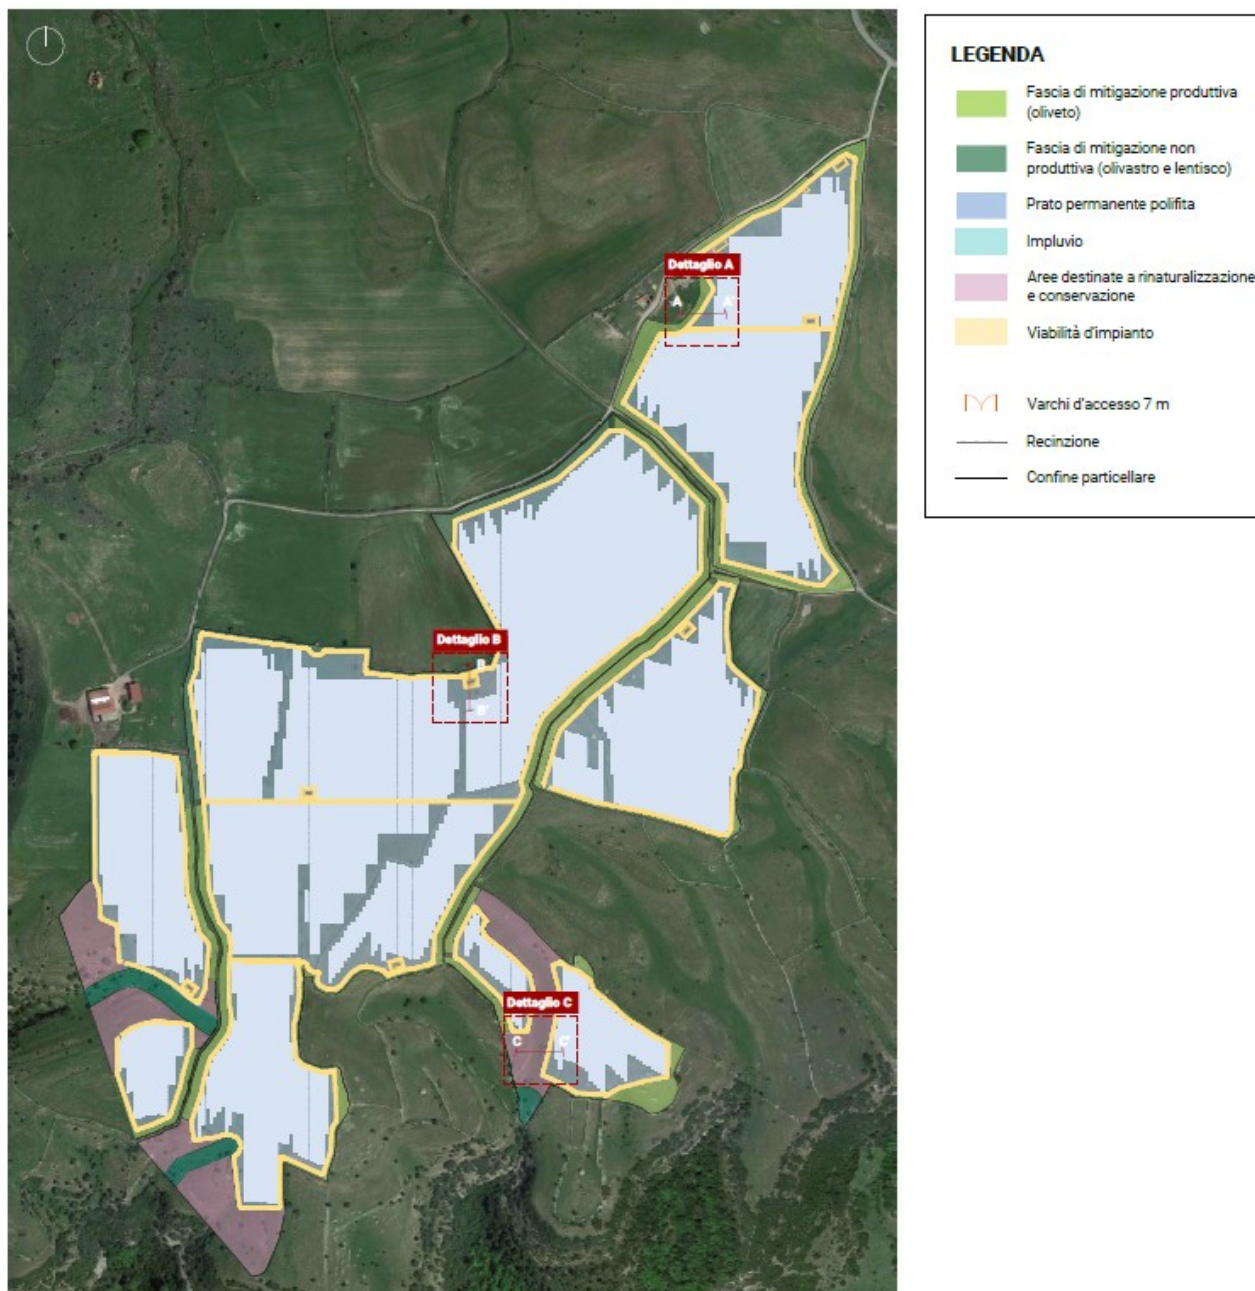 LEGENDA
Fascia di mitigazione produttiva
(oliveto)
Fascia di mitigazione non
produttiva (olivastro e lentisco)
Prato permanente polifita
Impluvio
Aree destinate a rinaturalizzazione
e conservazione
Viabilità d'impianto
Varchi d'accesso 7 m
Recinzione
Confine particellare
Dettaglio A
A A'
Dettaglio B
B
B'
Dettaglio C
C C'